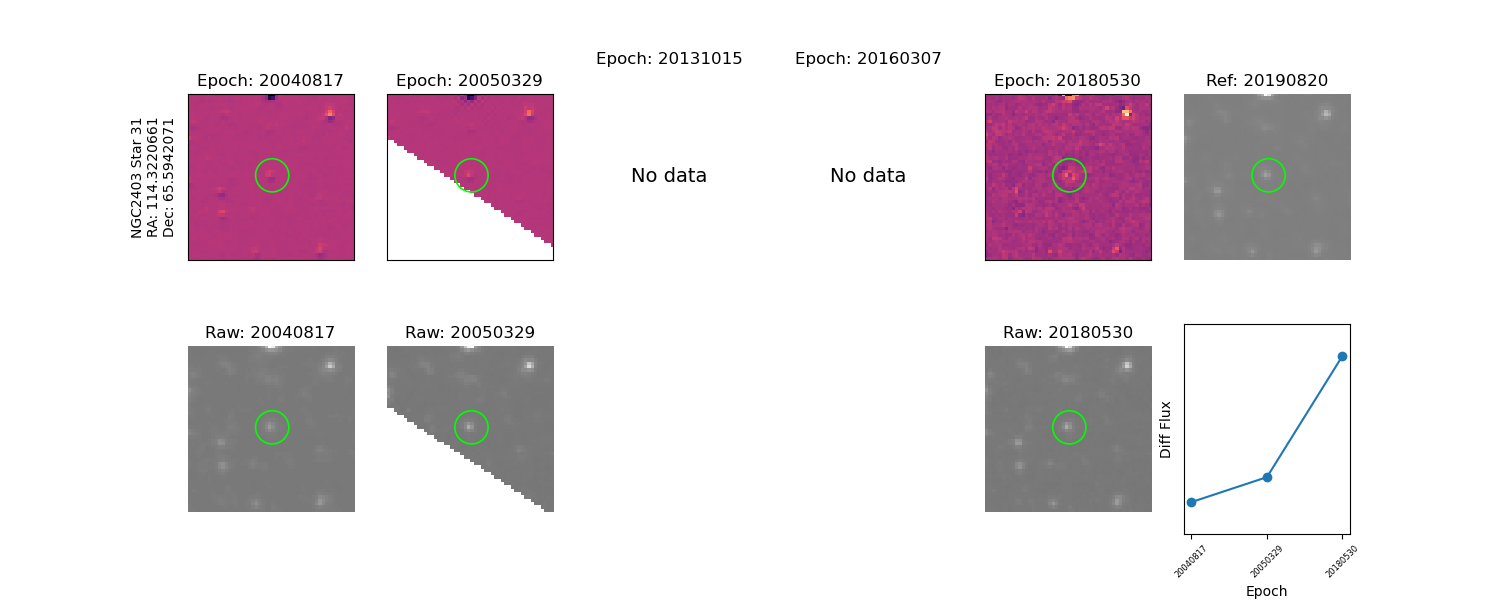 Epoch: 20131015
Epoch: 20160307
Epoch: 20040817
Epoch: 20050329
Epoch: 20180530
Ref: 20190820
NGC2403 Star 31
RA: 114.3220661
Dec: 65.5942071
No data
No data
Raw: 20040817
Raw: 20050329
Raw: 20180530
Diff Flux
20040817
20050329
20180530
Epoch